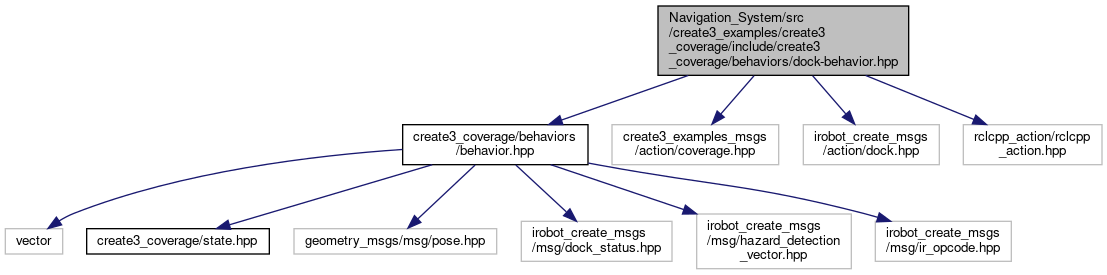 Navigation_System/src
/create3_examples/create3
_coverage/include/create3
_coverage/behaviors/dock-behavior.hpp
create3_coverage/behaviors
/behavior.hpp
create3_examples_msgs
/action/coverage.hpp
irobot_create_msgs
/action/dock.hpp
rclcpp_action/rclcpp
_action.hpp
vector
create3_coverage/state.hpp
geometry_msgs/msg/pose.hpp
irobot_create_msgs
/msg/dock_status.hpp
irobot_create_msgs
/msg/hazard_detection
_vector.hpp
irobot_create_msgs
/msg/ir_opcode.hpp